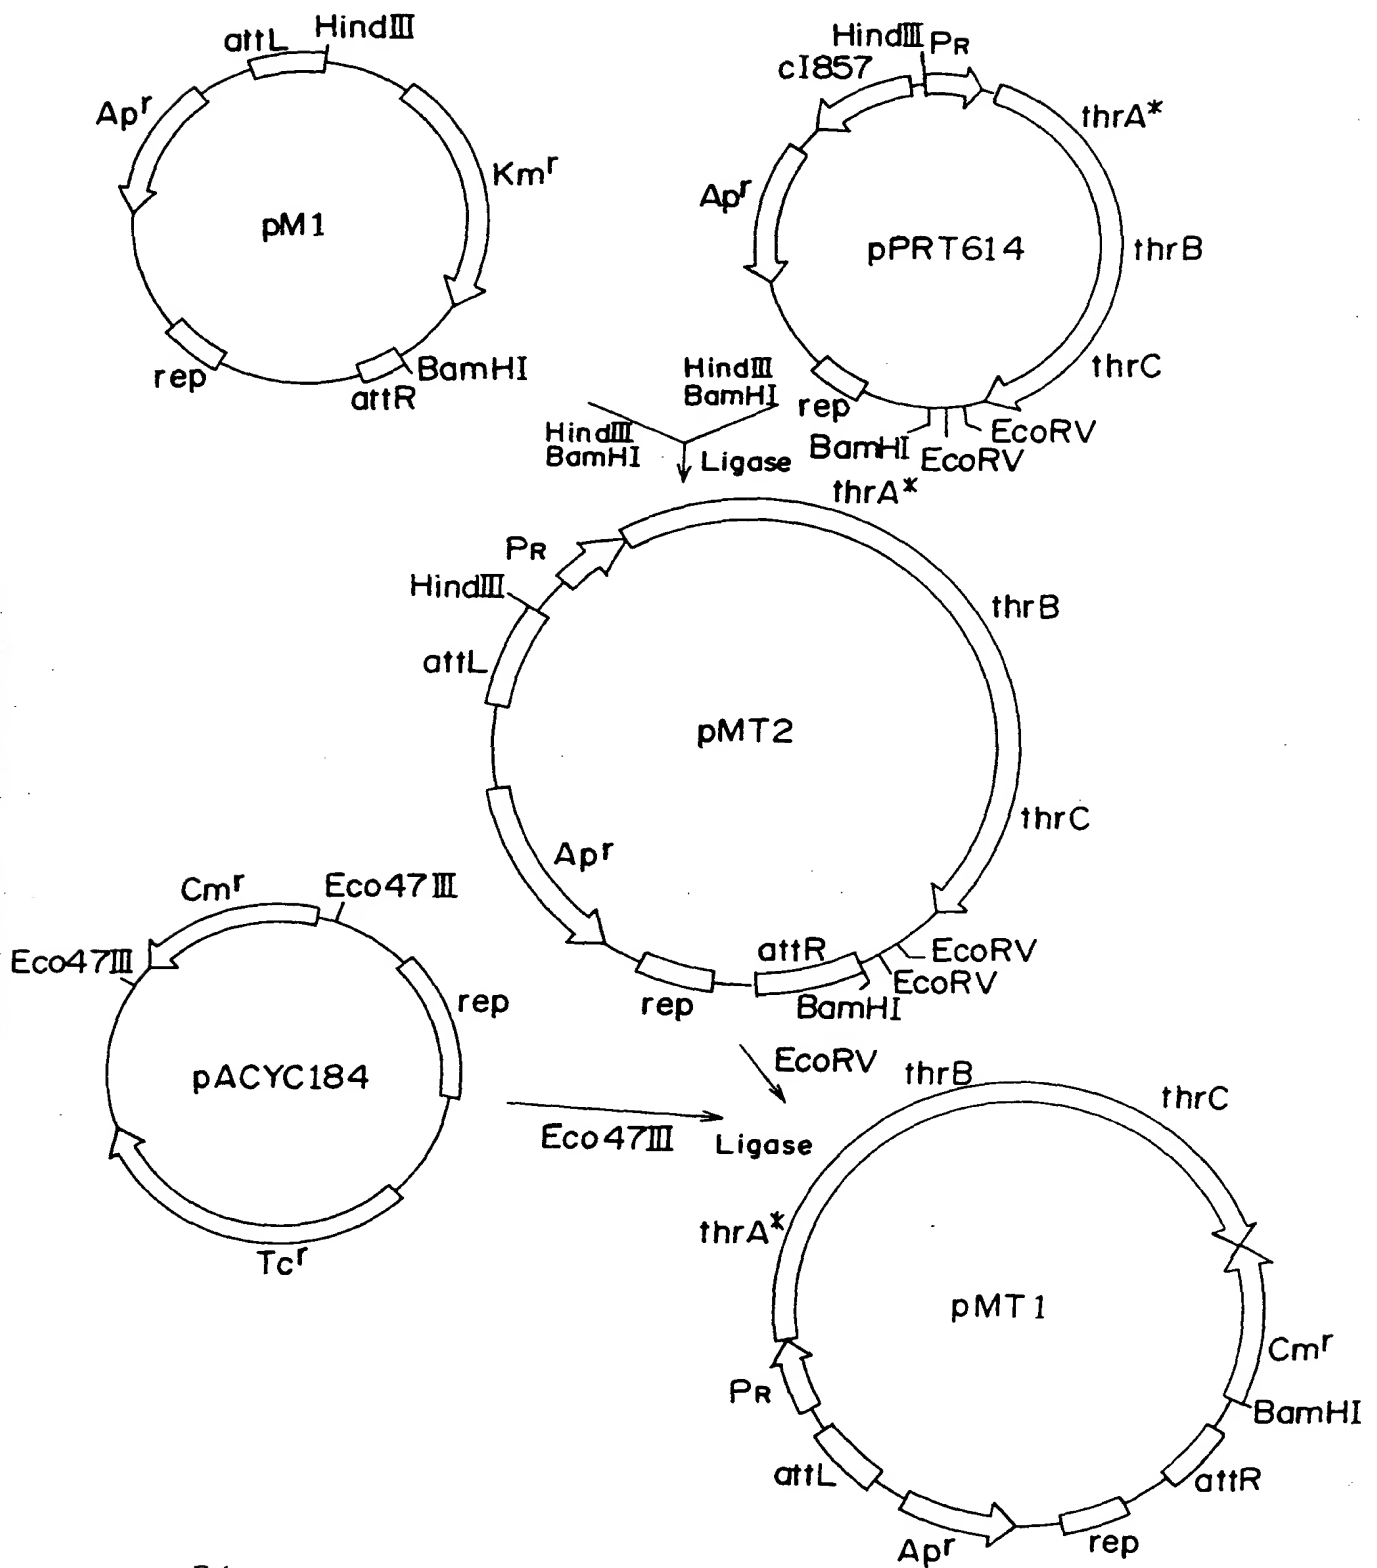 attL
HindⅢ
Apʳ
Kmʳ
pM1
rep
attR
BamHI
HindⅢ
PR
cI857
thrA*
Apʳ
pPRT614
thrB
thrC
rep
BamHI
EcoRV
EcoRV
HindⅢ
BamHI
HindⅢ
BamHI
Ligase
thrA*
PR
HindⅢ
thrB
attL
pMT2
thrC
Apʳ
attR
EcoRV
EcoRV
rep
BamHI
Cmʳ
Eco47Ⅲ
Eco47Ⅲ
rep
pACYC184
Tcʳ
EcoRV
Eco47Ⅲ
Ligase
thrB
thrC
thrA*
pMT1
Cmʳ
PR
BamHI
attL
attR
Apʳ
rep